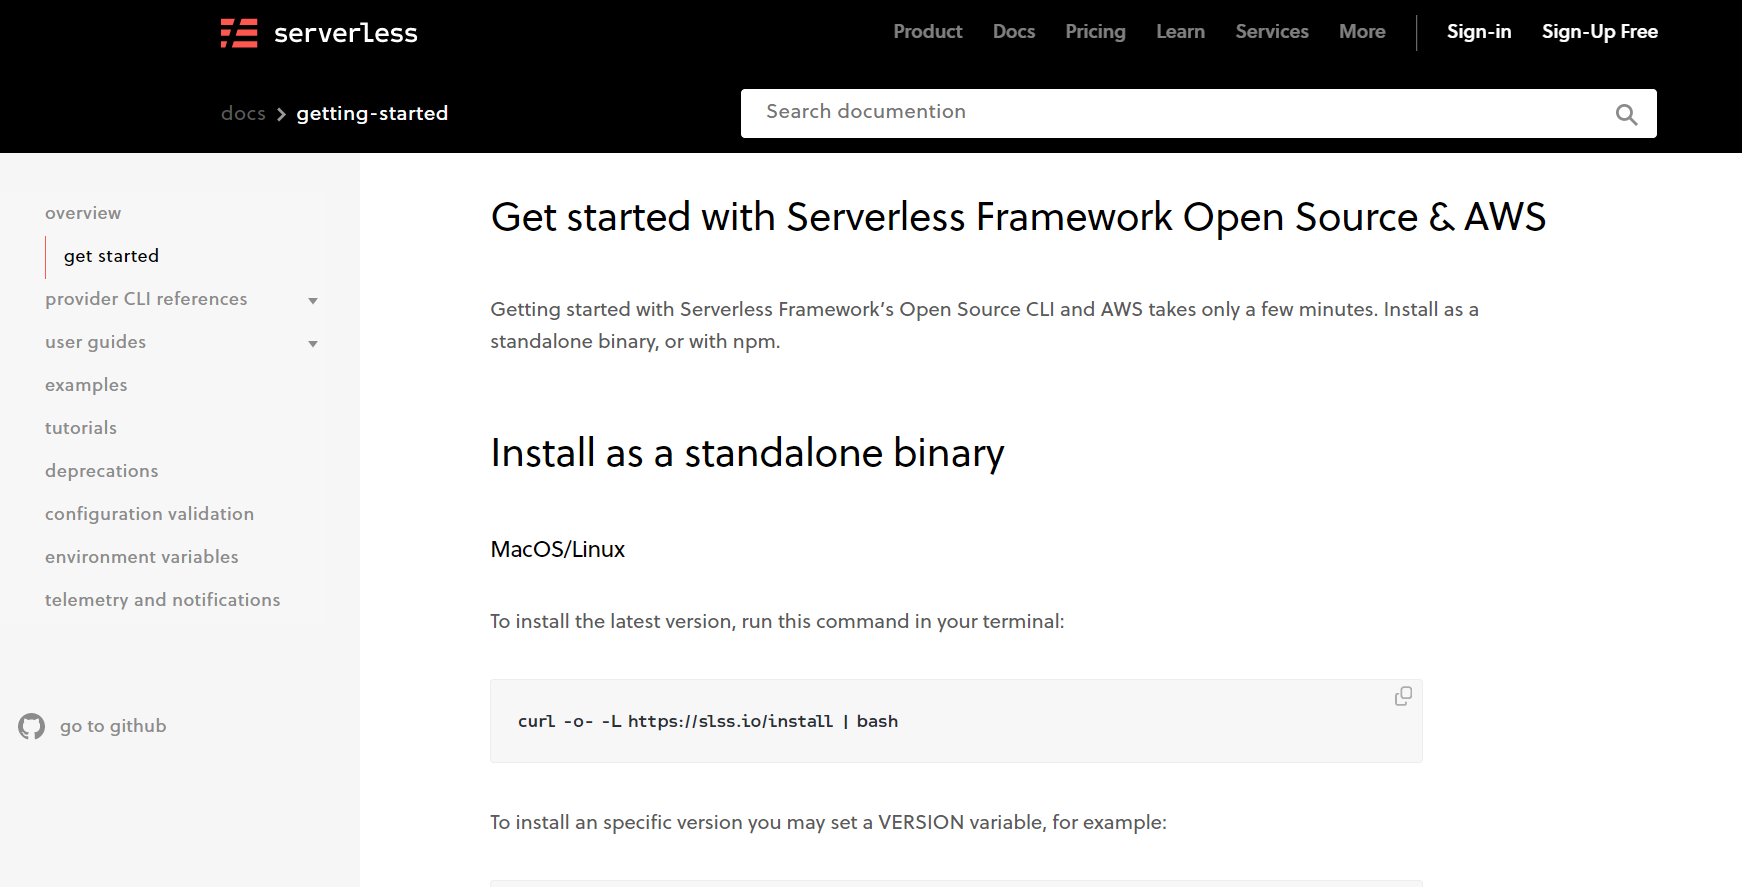 serverless
Product Docs Pricing Learn Services More Sign-in Sign-Up Free
docs > getting-started
Search documention
overview
get started
provider CLI references
user guides
examples
tutorials
deprecations
configuration validation
environment variables
telemetry and notifications
go to github
Get started with Serverless Framework Open Source & AWS
Getting started with Serverless Framework’s Open Source CLI and AWS takes only a few minutes. Install as a
standalone binary, or with npm.
Install as a standalone binary
MacOS/Linux
To install the latest version, run this command in your terminal:
curl -o- -L https://slss.io/install | bash
To install an specific version you may set a VERSION variable, for example: